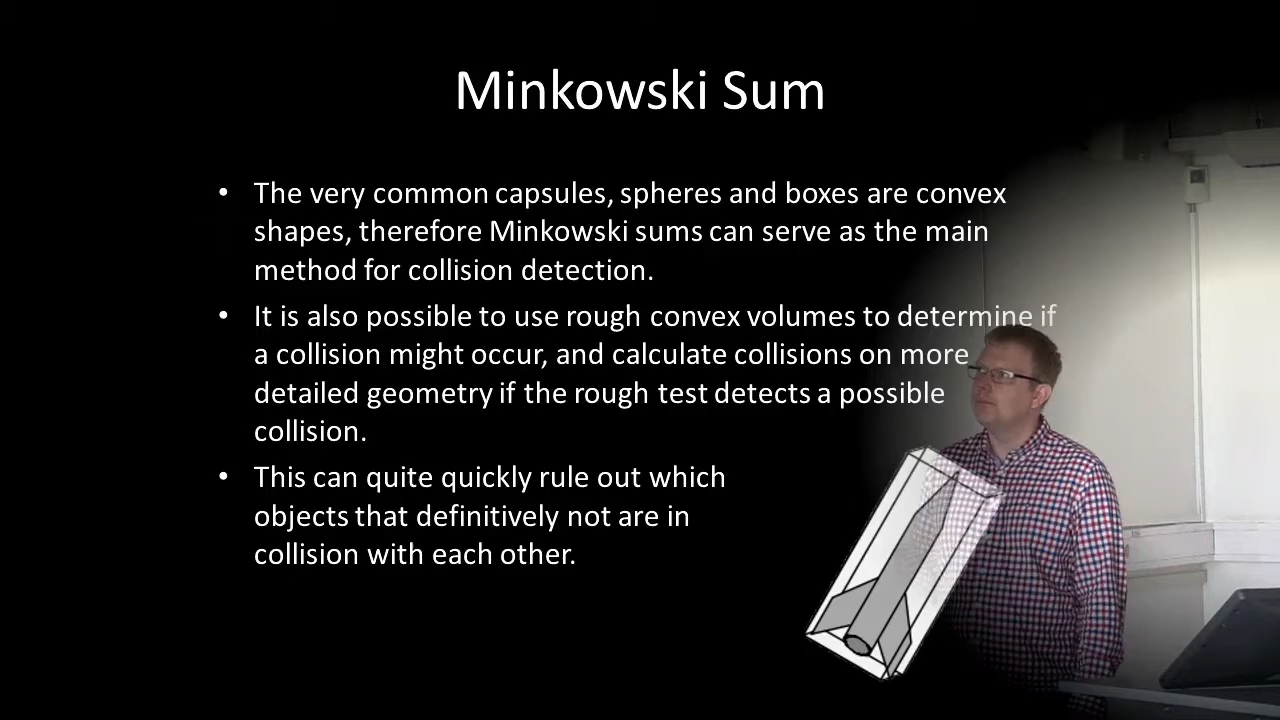 Minkowski Sum
• The very common capsules, spheres and boxes are convex
shapes, therefore Minkowski sums can serve as the main
method for collision detection.
• It is also possible to use rough convex volumes to determine if
a collision might occur, and calculate collisions on more
detailed geometry if the rough test detects a possible
collision.
• This can quite quickly rule out which
objects that definitively not are in
collision with each other.